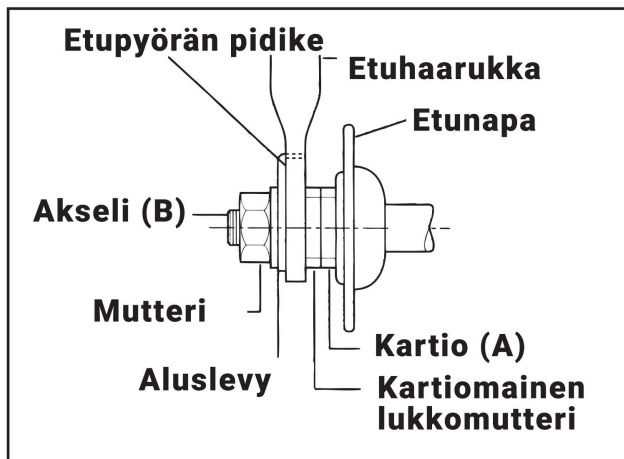 Etupyörän pidike
Etuhaarukka
Etunapa
Akseli (B)
Mutteri
Kartio (A)
Aluslevy
Kartiomainen
lukkomutteri